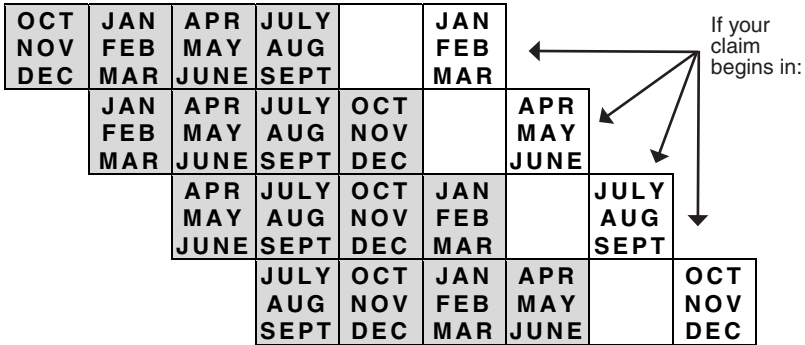 OCT JAN APR JULY JAN
NOV FEB MAY AUG FEB
DEC MAR JUNE SEPT MAR
If your
claim
begins in:
JAN APR JULY OCT APR
FEB MAY AUG NOV MAY
MAR JUNE SEPT DEC JUNE
APR JULY OCT JAN JULY
MAY AUG NOV FEB AUG
JUNE SEPT DEC MAR SEPT
JULY OCT JAN APR OCT
AUG NOV FEB MAY NOV
SEPT DEC MAR JUNE DEC